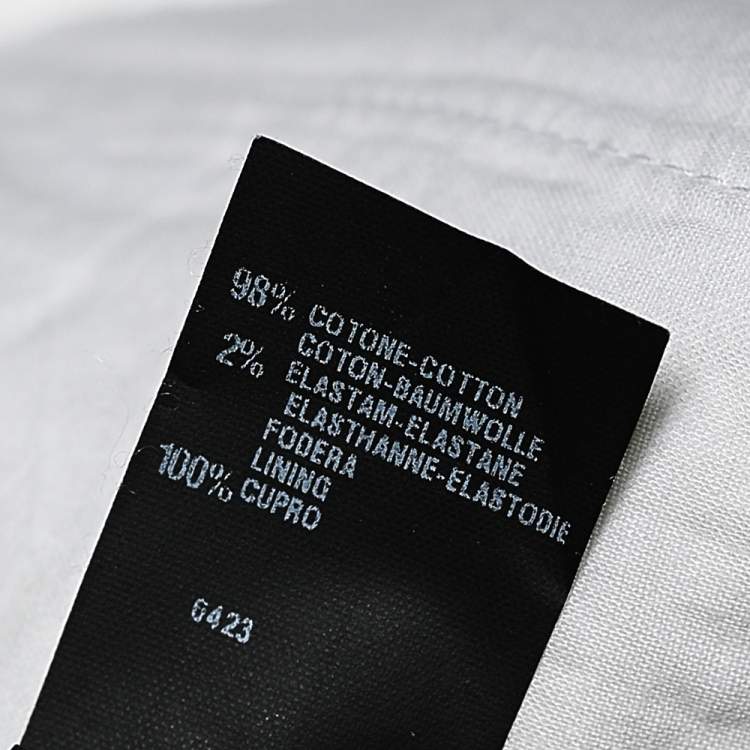 98% COTONE-COTTON
COTON-BAUMWOLLE
2% ELASTAM-ELASTANE
ELASTHANNE-ELASTODIE
FODERA
LINING
100% CUPRO
6423